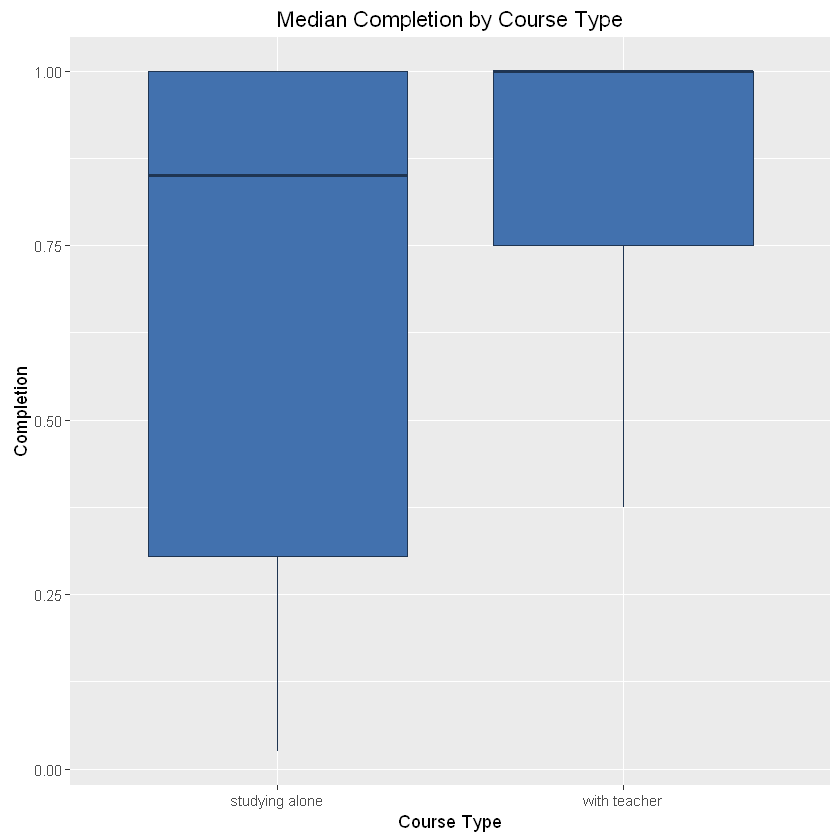 Median Completion by Course Type
1.00
0.75
0.50
0.25
0.00
Completion
studying alone
with teacher
Course Type